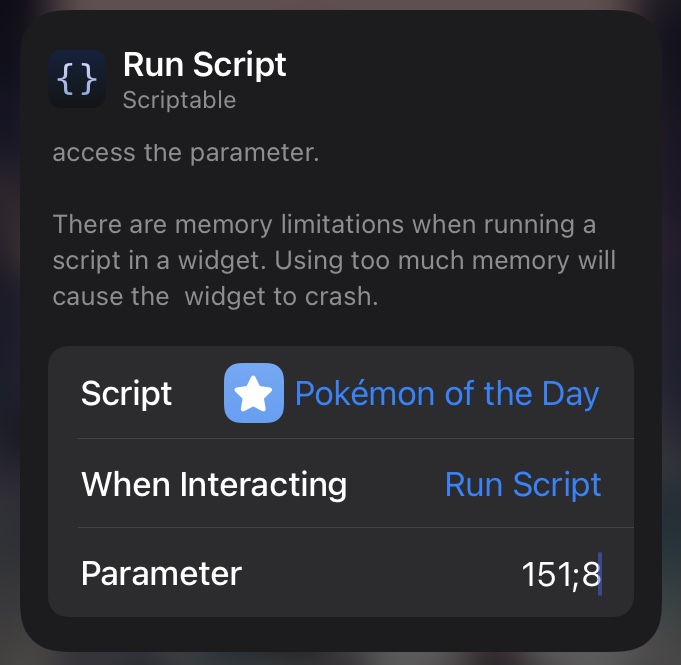 {}
Run Script
Scriptable
access the parameter.
There are memory limitations when running a
script in a widget. Using too much memory will
cause the  widget to crash.
Script Pokémon of the Day
When Interacting Run Script
Parameter 151;8